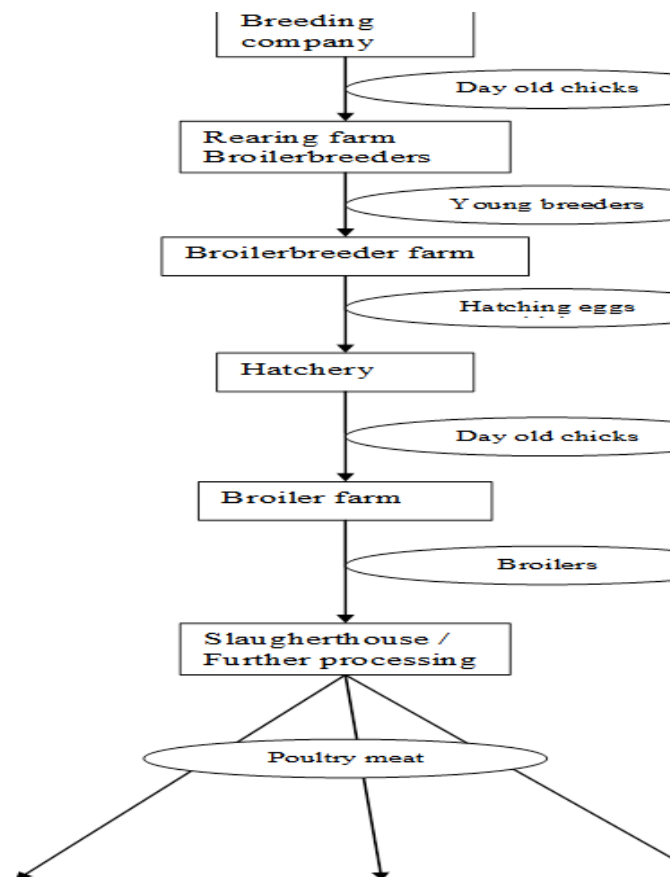 Breeding
company
Day old chicks
Rearing farm
Broilerbreeders
Young breeders
Broilerbreeder farm
Hatching eggs
Hatchery
Day old chicks
Broiler farm
Broilers
Slaugherthouse /
Further processing
Poultry meat